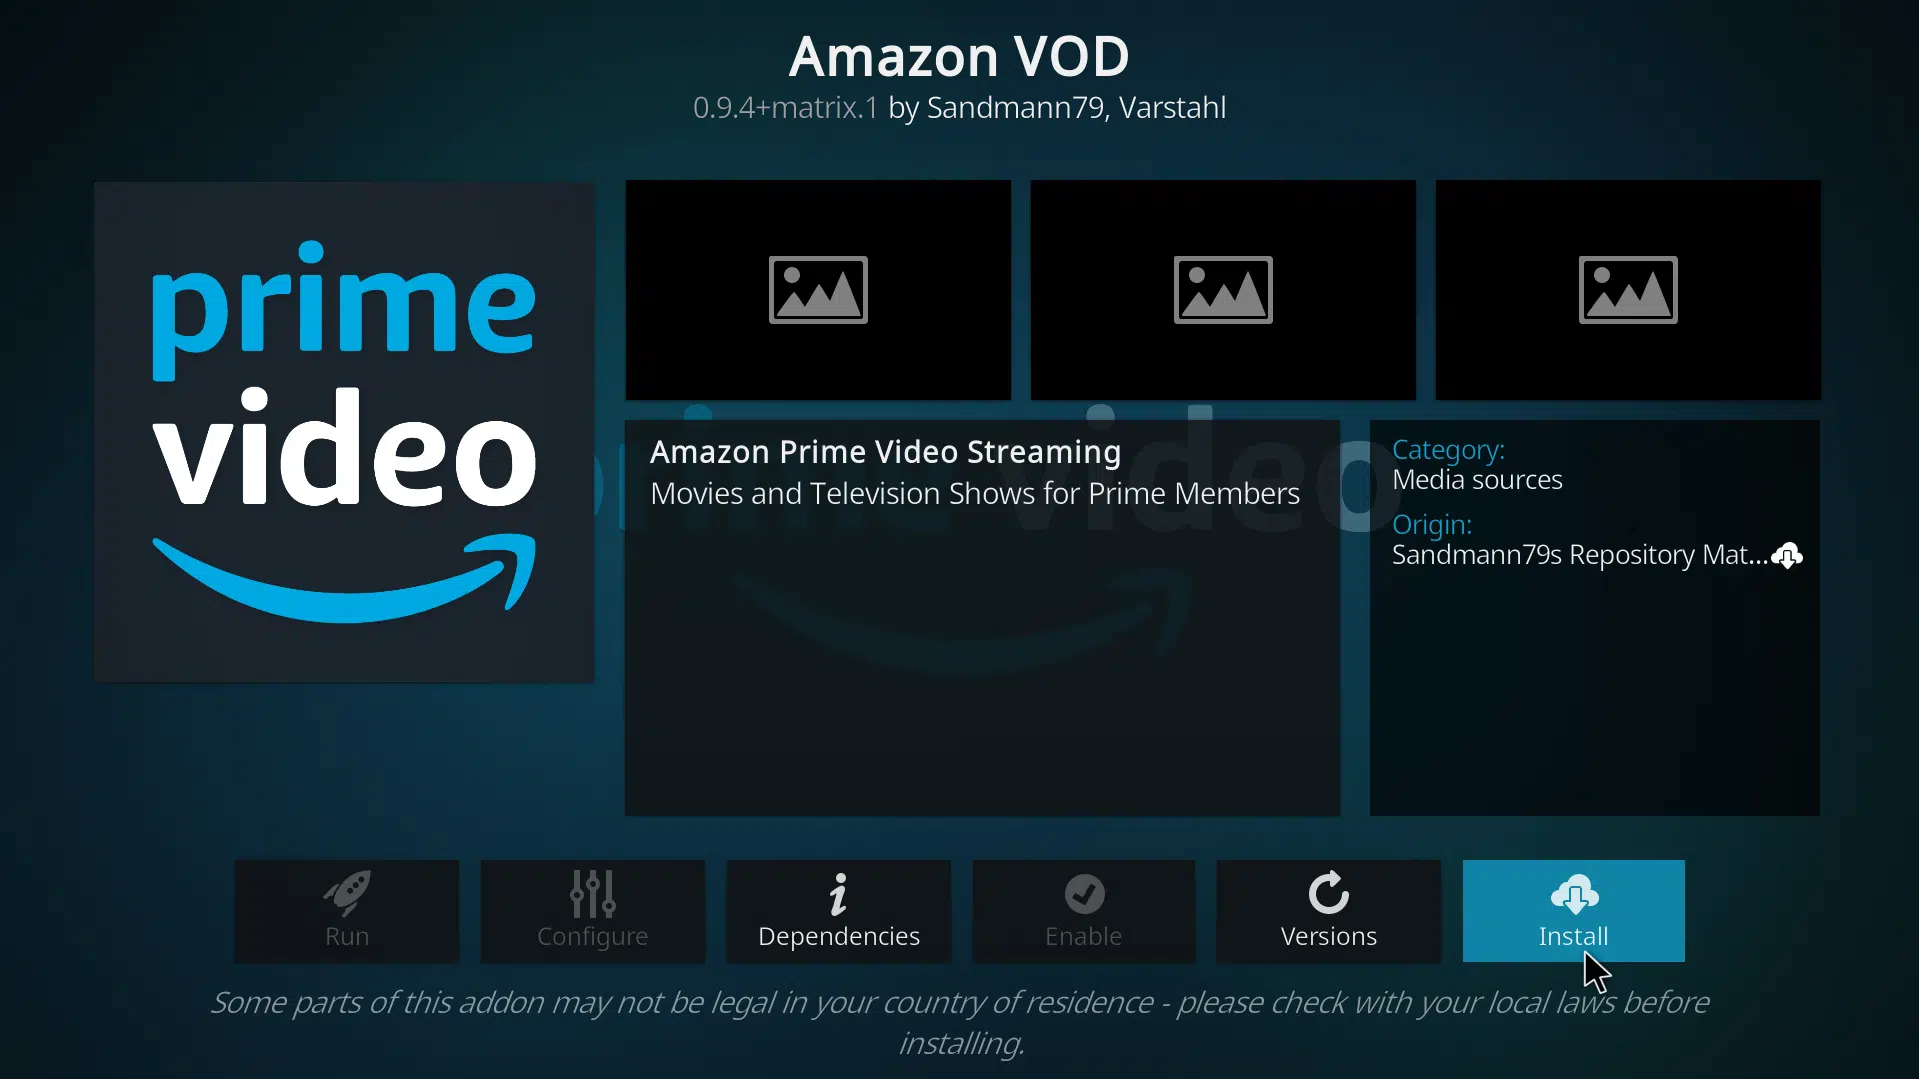 Amazon VOD
0.9.4+matrix.1 by Sandmann79, Varstahl
prime
video
prime video
Amazon Prime Video Streaming
Movies and Television Shows for Prime Members
Category:
Media sources
Origin:
Sandmann79s Repository Mat...
Run
Configure
Dependencies
Enable
Versions
Install
Some parts of this addon may not be legal in your country of residence - please check with your local laws before
installing.